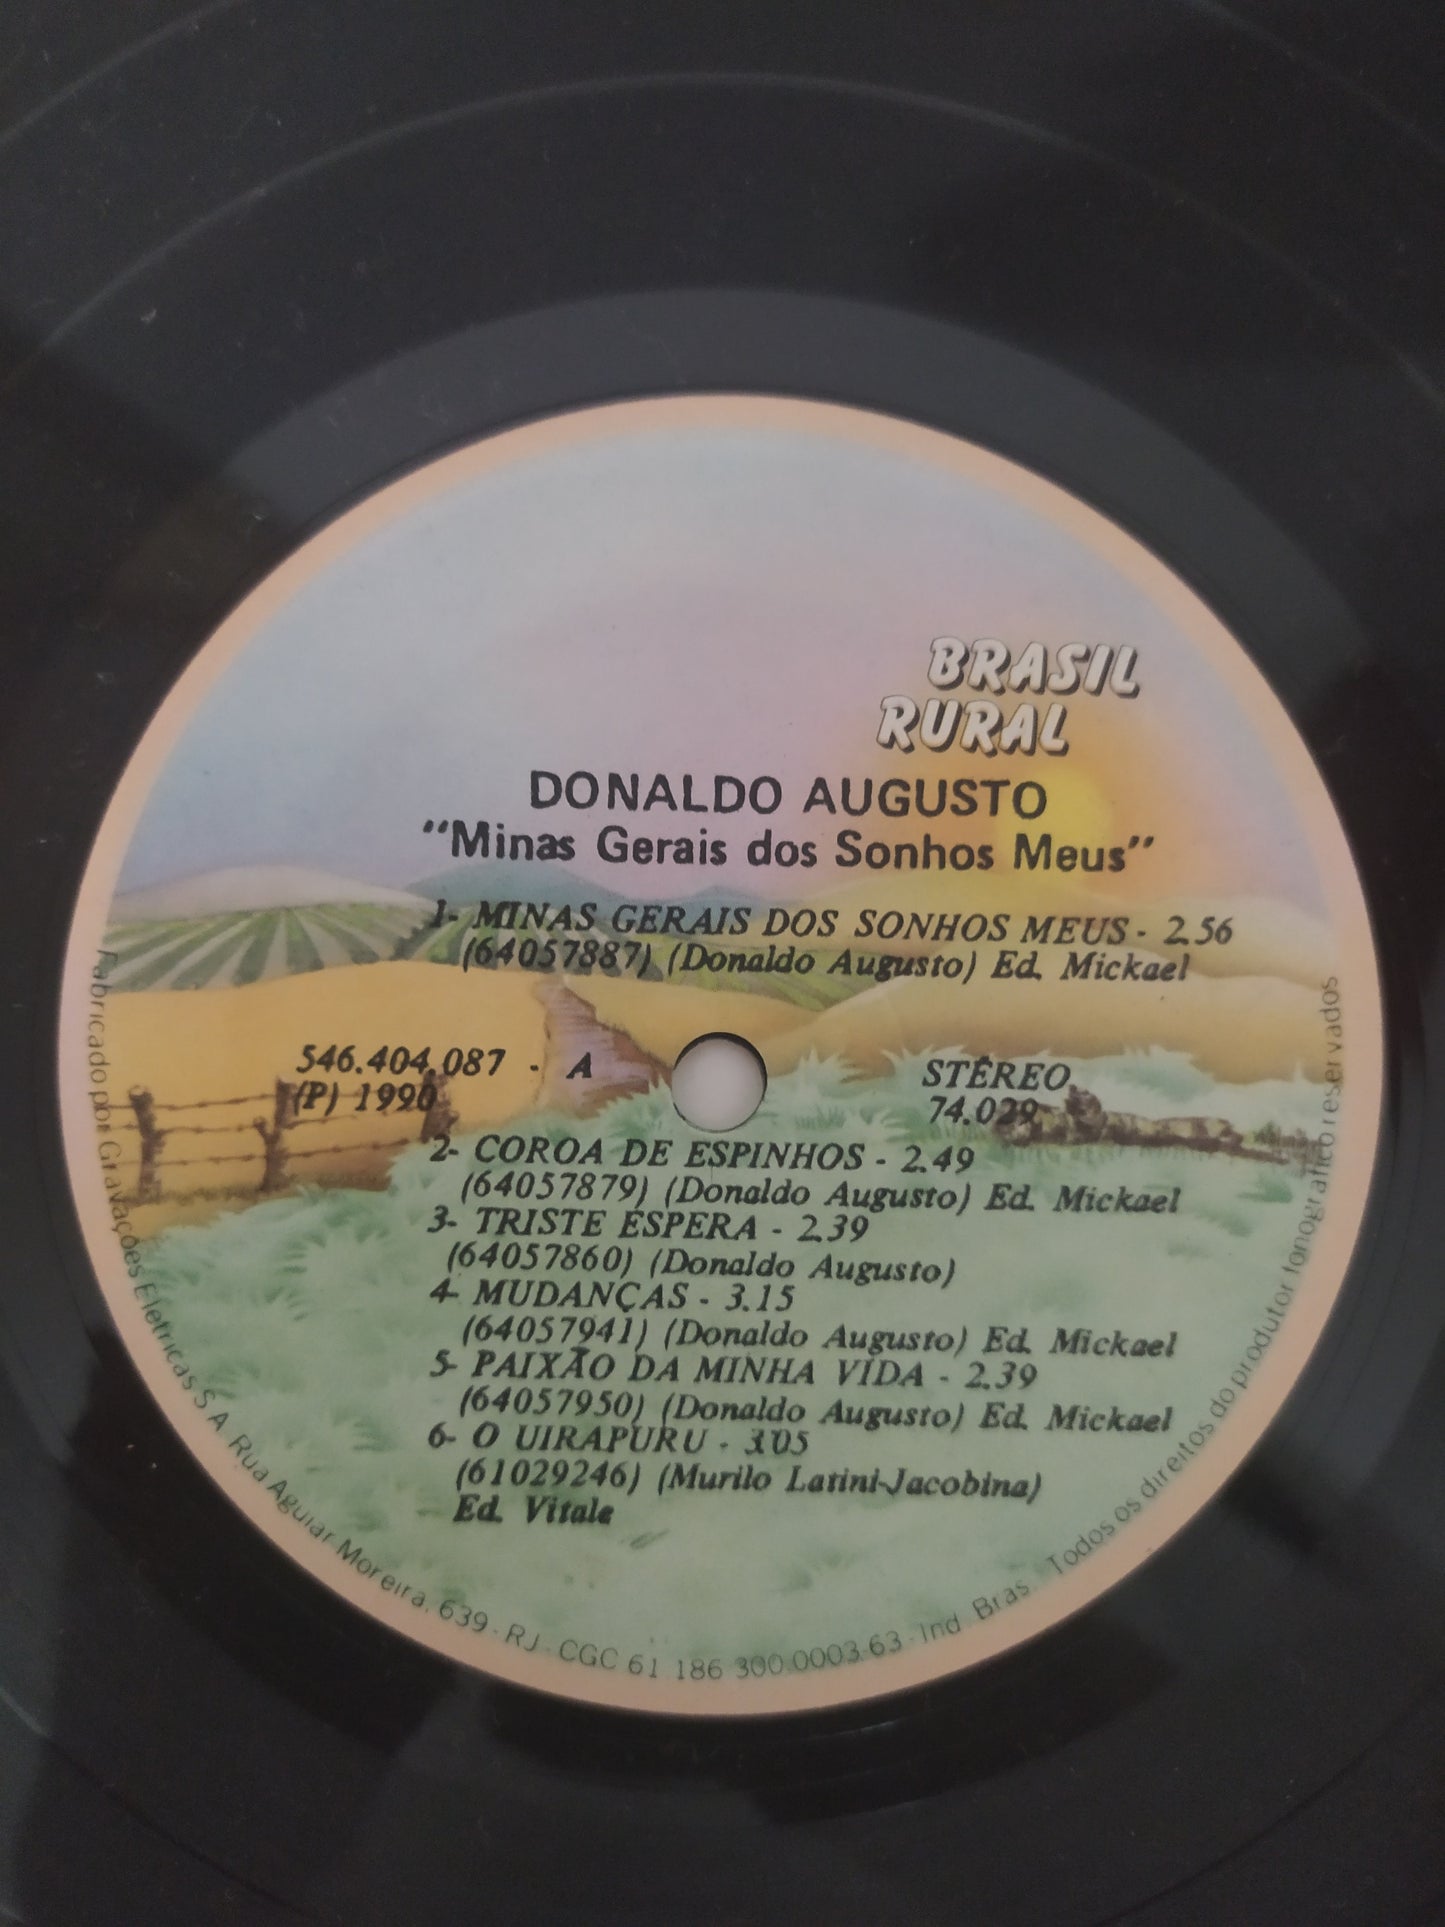 BRASIL
RURAL
DONALDO AUGUSTO
"Minas Gerais dos Sonhos Meus"
1- MINAS GERAIS DOS SONHOS MEUS - 2.56
(64057887) (Donaldo Augusto) Ed. Mickael
546.404.087 - A
(P) 1990
STÊREO
74.029
2- COROA DE ESPINHOS - 2.49
(64057879) (Donaldo Augusto) Ed. Mickael
3- TRISTE ESPERA - 2.39
(64057860) (Donaldo Augusto)
4- MUDANÇAS - 3.15
(64057941) (Donaldo Augusto) Ed. Mickael
5- PAIXÃO DA MINHA VIDA - 2.39
(64057950) (Donaldo Augusto) Ed. Mickael
6- O UIRAPURU - 3.05
(61029246) (Murilo Latini-Jacobina)
Ed. Vitale
Fabricado por Gravações Eletricas S A Rua Aguiar Moreira, 639 - RJ - CGC 61 186 300.0003-63 - Ind. Bras. Todos os direitos do produtor fonografico reservados